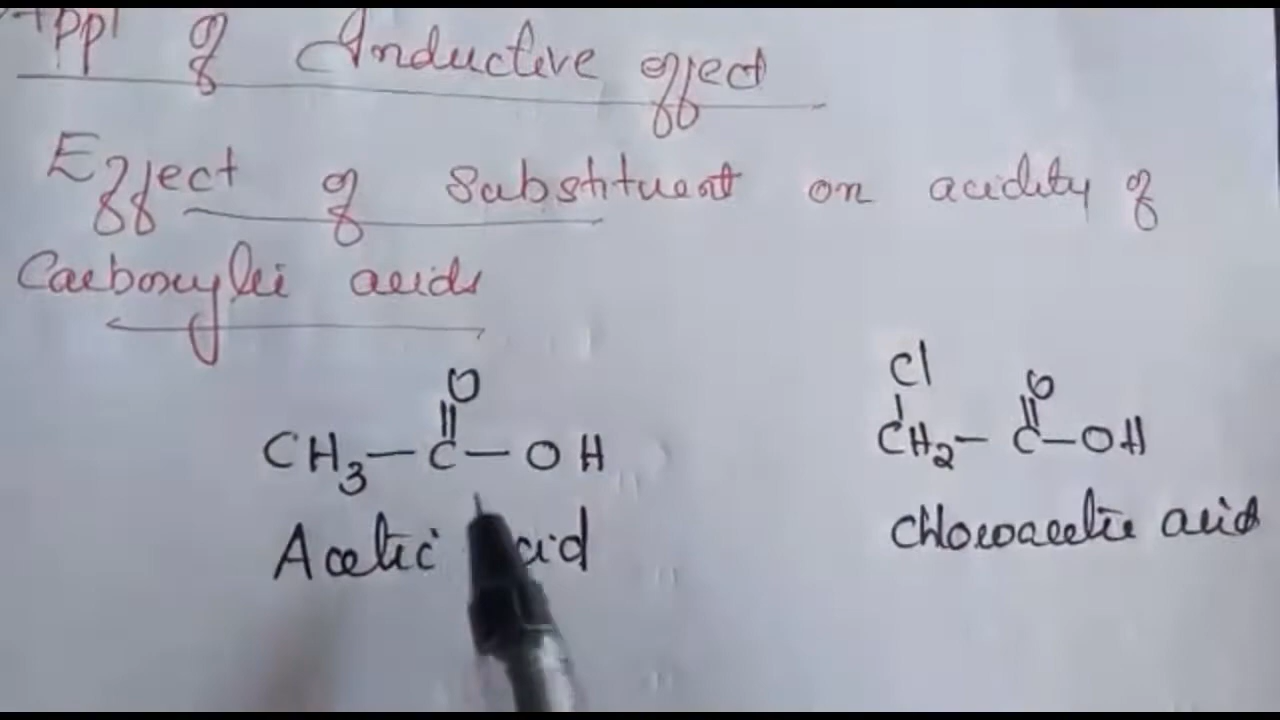 Appl of Inductive effect
Effect of Substituent on acidity of
Carboxylic acids
O
CH3-C-OH
Acetic acid
Cl
O
CH2-C-OH
Chloroacetic acid